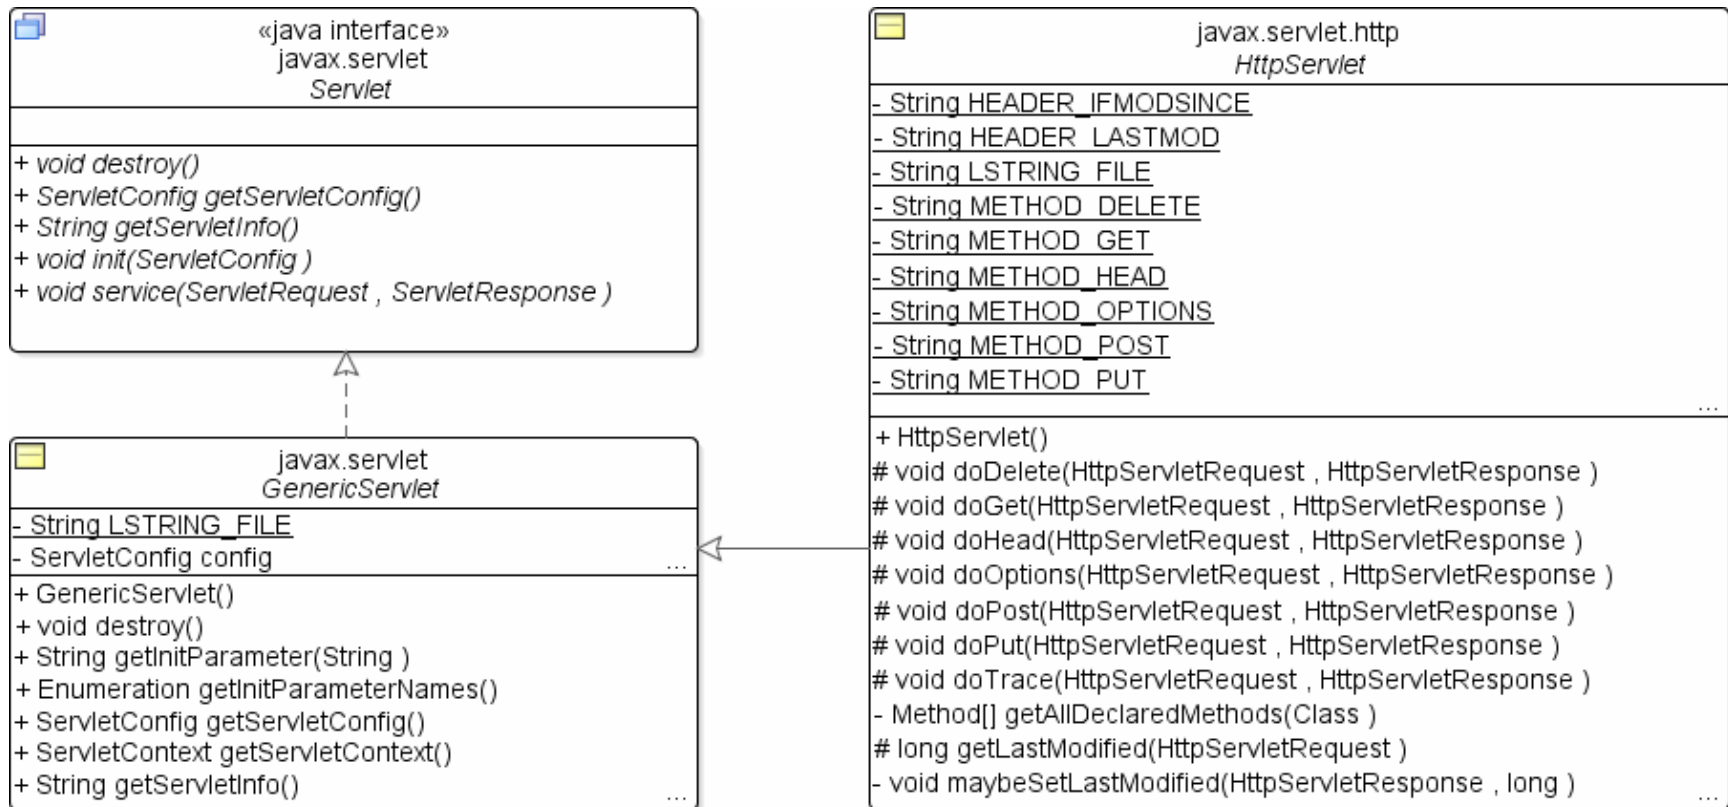 «java interface»
javax.servlet
Servlet
+ void destroy()
+ ServletConfig getServletConfig()
+ String getServletInfo()
+ void init(ServletConfig )
+ void service(ServletRequest , ServletResponse )
javax.servlet
GenericServlet
- String LSTRING_FILE
- ServletConfig config
...
+ GenericServlet()
+ void destroy()
+ String getInitParameter(String )
+ Enumeration getInitParameterNames()
+ ServletConfig getServletConfig()
+ ServletContext getServletContext()
+ String getServletInfo()
...
javax.servlet.http
HttpServlet
- String HEADER_IFMODSINCE
- String HEADER_LASTMOD
- String LSTRING_FILE
- String METHOD_DELETE
- String METHOD_GET
- String METHOD_HEAD
- String METHOD_OPTIONS
- String METHOD_POST
- String METHOD_PUT
...
+ HttpServlet()
# void doDelete(HttpServletRequest , HttpServletResponse )
# void doGet(HttpServletRequest , HttpServletResponse )
# void doHead(HttpServletRequest , HttpServletResponse )
# void doOptions(HttpServletRequest , HttpServletResponse )
# void doPost(HttpServletRequest , HttpServletResponse )
# void doPut(HttpServletRequest , HttpServletResponse )
# void doTrace(HttpServletRequest , HttpServletResponse )
- Method[] getAllDeclaredMethods(Class )
# long getLastModified(HttpServletRequest )
- void maybeSetLastModified(HttpServletResponse , long )
...